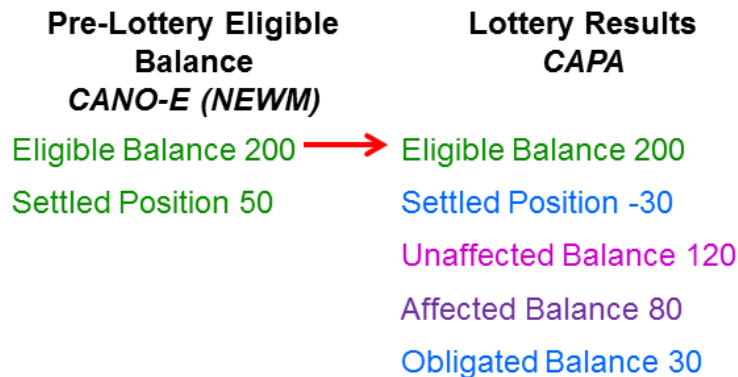 Pre-Lottery Eligible
Balance
CANO-E (NEWM)
Eligible Balance 200
Settled Position 50
Lottery Results
CAPA
Eligible Balance 200
Settled Position -30
Unaffected Balance 120
Affected Balance 80
Obligated Balance 30